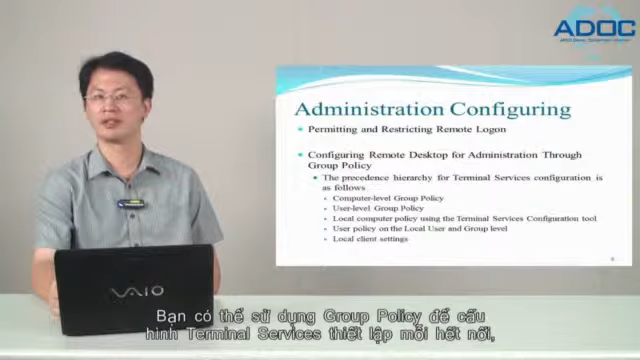 ADOC
Administration Configuring
Permitting and Restricting Remote Logon
Configuring Remote Desktop for Administration Through
Group Policy
The precedence hierarchy for Terminal Services configuration is
as follows
Computer-level Group Policy
User-level Group Policy
Local computer policy using the Terminal Services Configuration tool
User policy on the Local User and Group level
Local client settings
VAIO
Bạn có thể sử dụng Group Policy để cấu
hình Terminal Services thiết lập mỗi hết nối,